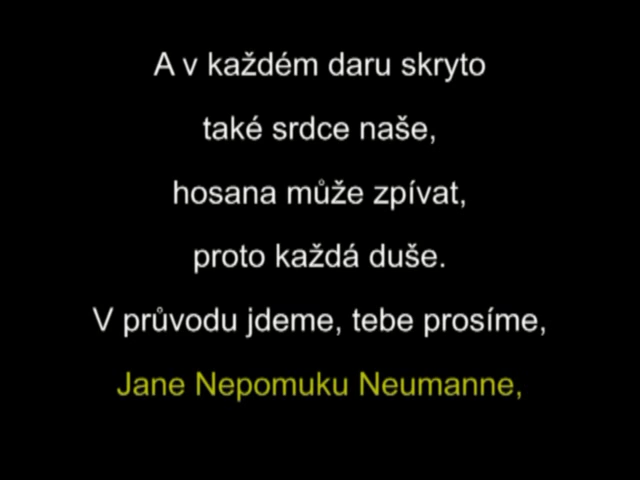 A v každém daru skryto
také srdce naše,
hosana může zpívat,
proto každá duše.
V průvodu jdeme, tebe prosíme,
Jane Nepomuku Neumanne,